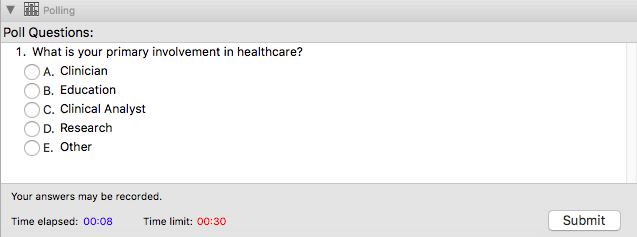 Polling
Poll Questions:
1. What is your primary involvement in healthcare?
A. Clinician
B. Education
C. Clinical Analyst
D. Research
E. Other
Your answers may be recorded.
Time elapsed: 00:08 Time limit: 00:30
Submit